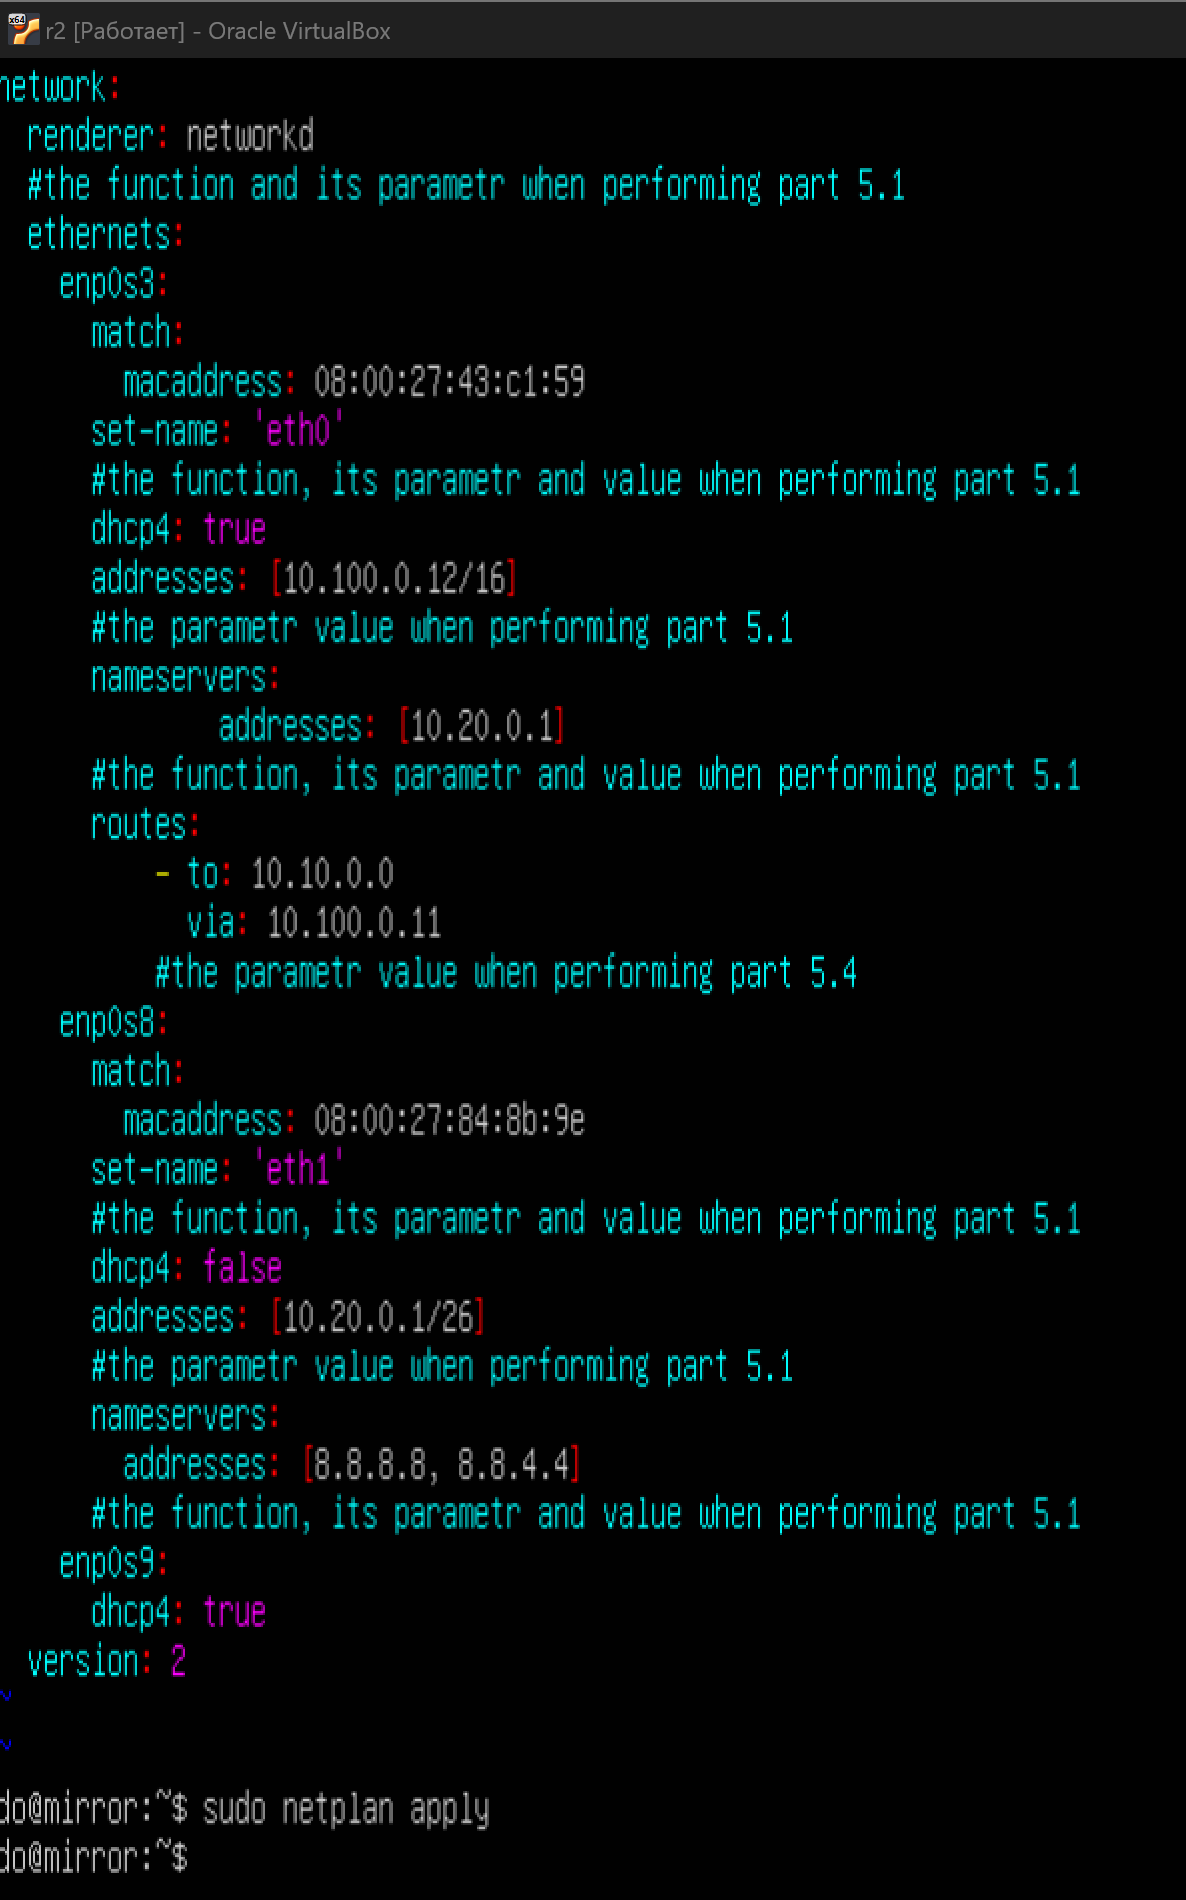 x64
r2 [Работает] - Oracle VirtualBox
network:
  renderer: networkd
  #the function and its parametr when performing part 5.1
  ethernets:
    enp0s3:
      match:
        macaddress: 08:00:27:43:c1:59
      set-name: 'eth0'
      #the function, its parametr and value when performing part 5.1
      dhcp4: true
      addresses: [10.100.0.12/16]
      #the parametr value when performing part 5.1
      nameservers:
              addresses: [10.20.0.1]
      #the function, its parametr and value when performing part 5.1
      routes:
          - to: 10.10.0.0
            via: 10.100.0.11
          #the parametr value when performing part 5.4
    enp0s8:
      match:
        macaddress: 08:00:27:84:8b:9e
      set-name: 'eth1'
      #the function, its parametr and value when performing part 5.1
      dhcp4: false
      addresses: [10.20.0.1/26]
      #the parametr value when performing part 5.1
      nameservers:
        addresses: [8.8.8.8, 8.8.4.4]
      #the function, its parametr and value when performing part 5.1
    enp0s9:
      dhcp4: true
  version: 2
~
~
do@mirror:~$ sudo netplan apply
do@mirror:~$